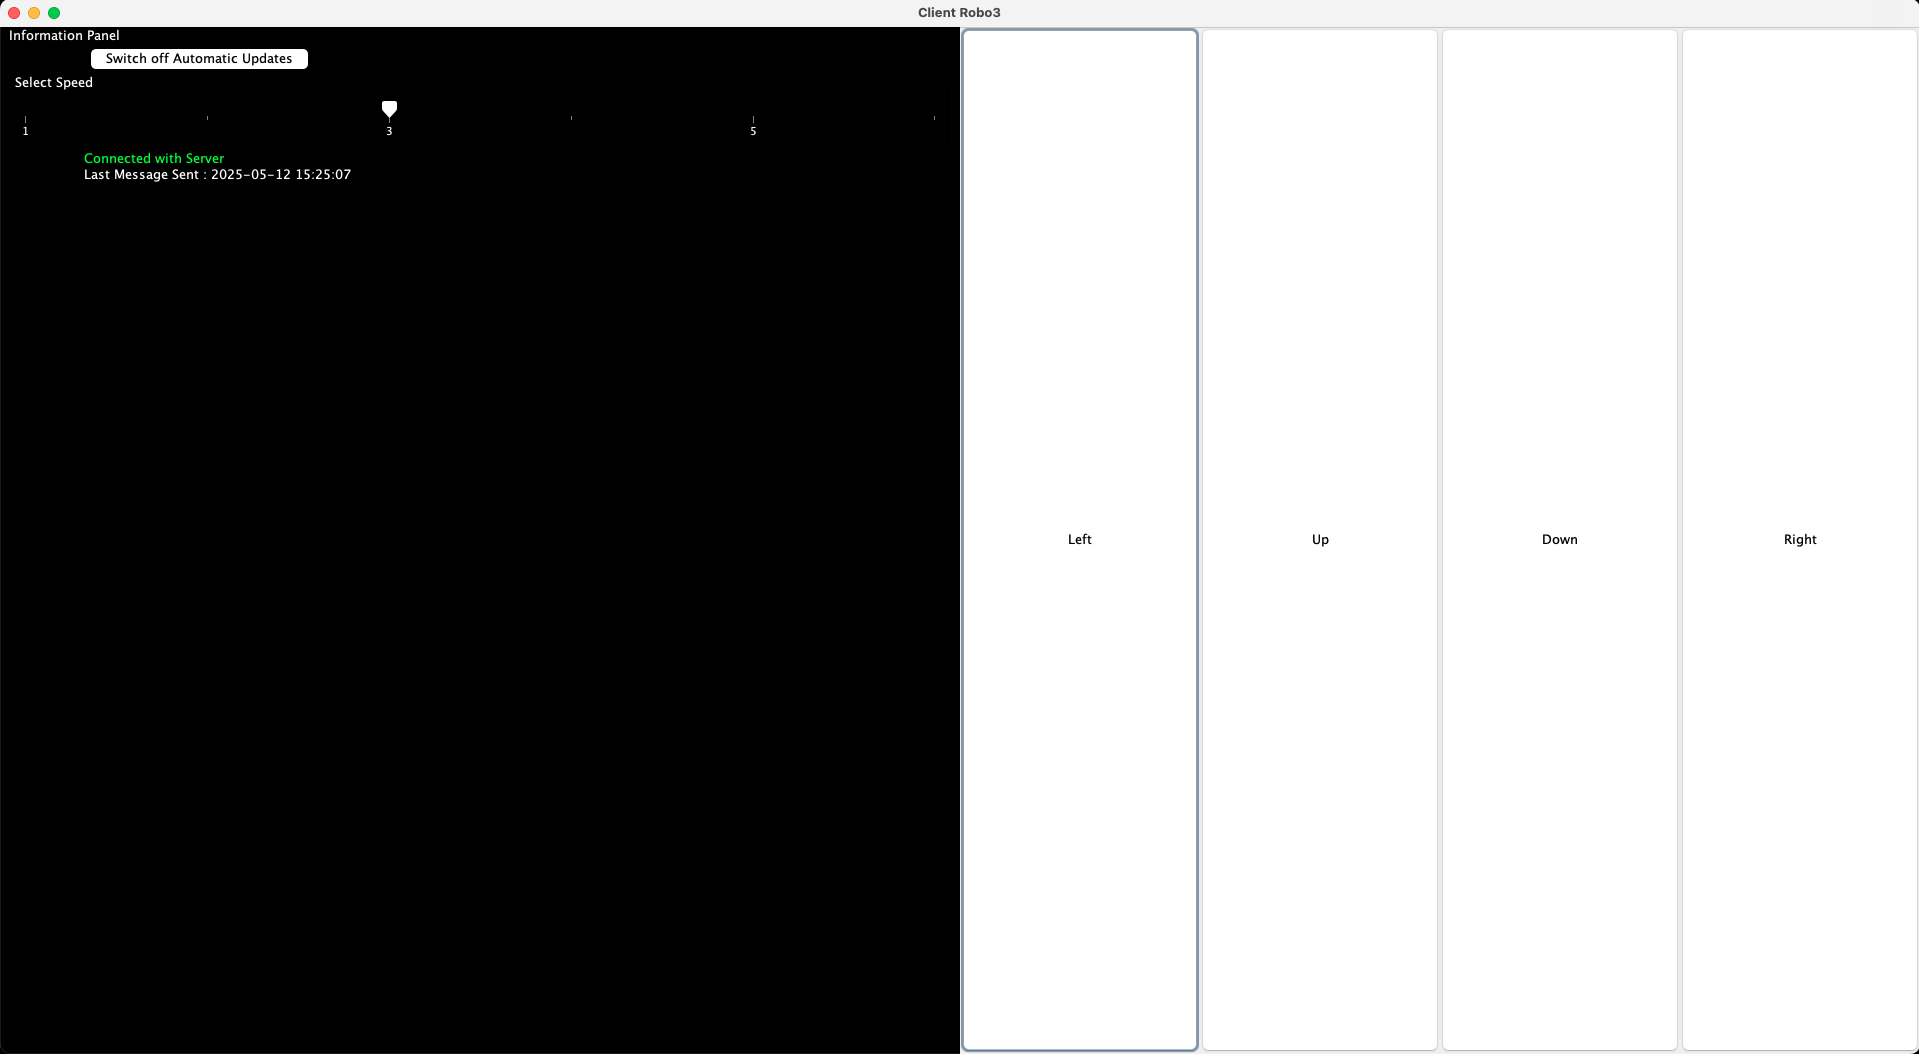 Client Robo3
Information Panel
Switch off Automatic Updates
Select Speed
1 3 5
Connected with Server
Last Message Sent : 2025-05-12 15:25:07
Left Up Down Right